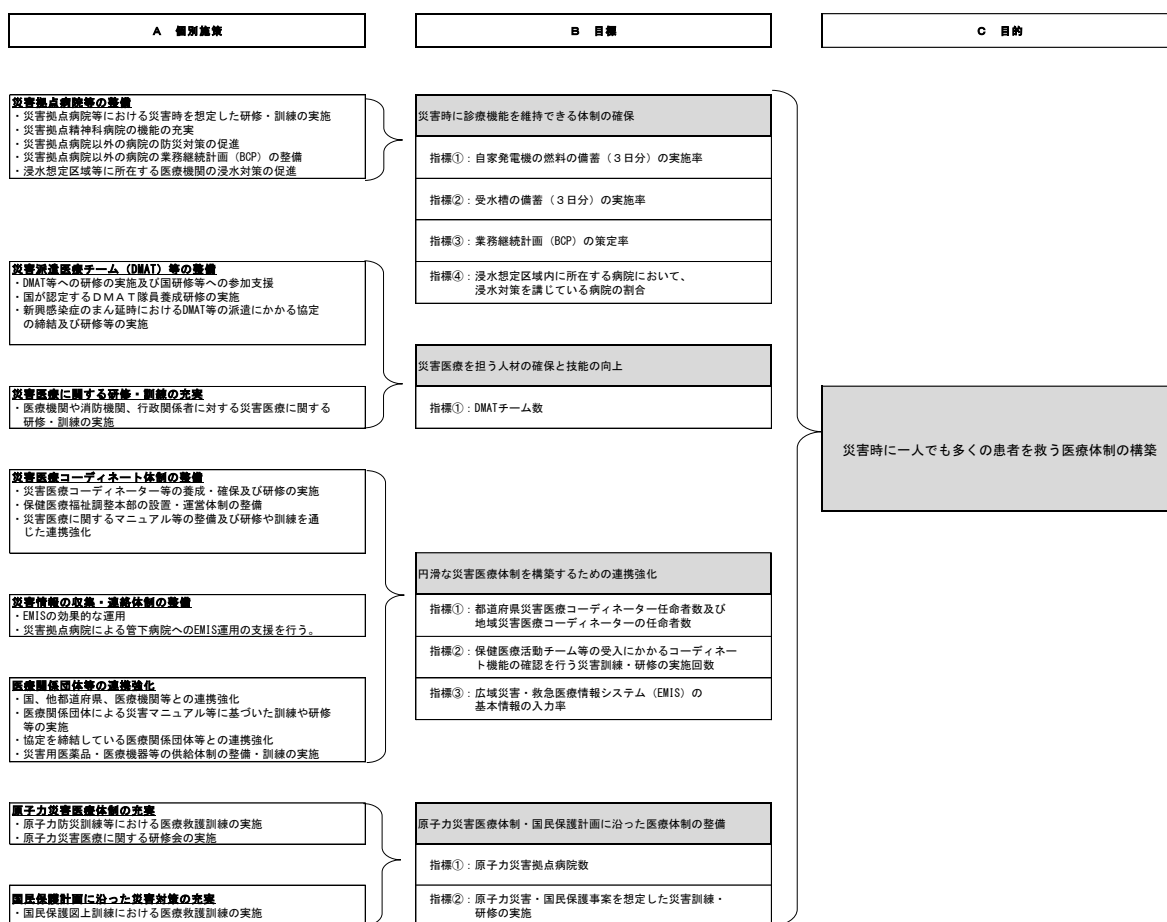 A 個別施策
B 目標
C 目的
災害拠点病院等の整備
・災害拠点病院等における災害時を想定した研修・訓練の実施
・災害拠点精神科病院の機能の充実
・災害拠点病院以外の病院の防災対策の促進
・災害拠点病院以外の病院の業務継続計画（BCP）の整備
・浸水想定区域等に所在する医療機関の浸水対策の促進
災害派遣医療チーム（DMAT）等の整備
・DMAT等への研修の実施及び国研修等への参加支援
・国が認定するＤＭＡＴ隊員養成研修の実施
・新興感染症のまん延時におけるDMAT等の派遣にかかる協定
の締結及び研修等の実施
災害医療に関する研修・訓練の充実
・医療機関や消防機関、行政関係者に対する災害医療に関する
研修・訓練の実施
災害医療コーディネート体制の整備
・災害医療コーディネーター等の養成・確保及び研修の実施
・保健医療福祉調整本部の設置・運営体制の整備
・災害医療に関するマニュアル等の整備及び研修や訓練を通
じた連携強化
災害情報の収集・連絡体制の整備
・EMISの効果的な運用
・災害拠点病院による管下病院へのEMIS運用の支援を行う。
医療関係団体等の連携強化
・国、他都道府県、医療機関等との連携強化
・医療関係団体による災害マニュアル等に基づいた訓練や研修
等の実施
・協定を締結している医療関係団体等との連携強化
・災害用医薬品・医療機器等の供給体制の整備・訓練の実施
原子力災害医療体制の充実
・原子力防災訓練等における医療救護訓練の実施
・原子力災害医療に関する研修会の実施
国民保護計画に沿った災害対策の充実
・国民保護図上訓練における医療救護訓練の実施
災害時に診療機能を維持できる体制の確保
指標①：自家発電機の燃料の備蓄（３日分）の実施率
指標②：受水槽の備蓄（３日分）の実施率
指標③：業務継続計画（BCP）の策定率
指標④：浸水想定区域内に所在する病院において、
浸水対策を講じている病院の割合
災害医療を担う人材の確保と技能の向上
指標①：DMATチーム数
円滑な災害医療体制を構築するための連携強化
指標①：都道府県災害医療コーディネーター任命者数及び
地域災害医療コーディネーターの任命者数
指標②：保健医療活動チーム等の受入にかかるコーディネー
ト機能の確認を行う災害訓練・研修の実施回数
指標③：広域災害・救急医療情報システム（EMIS）の
基本情報の入力率
原子力災害医療体制・国民保護計画に沿った医療体制の整備
指標①：原子力災害拠点病院数
指標②：原子力災害・国民保護事案を想定した災害訓練・
研修の実施
災害時に一人でも多くの患者を救う医療体制の構築